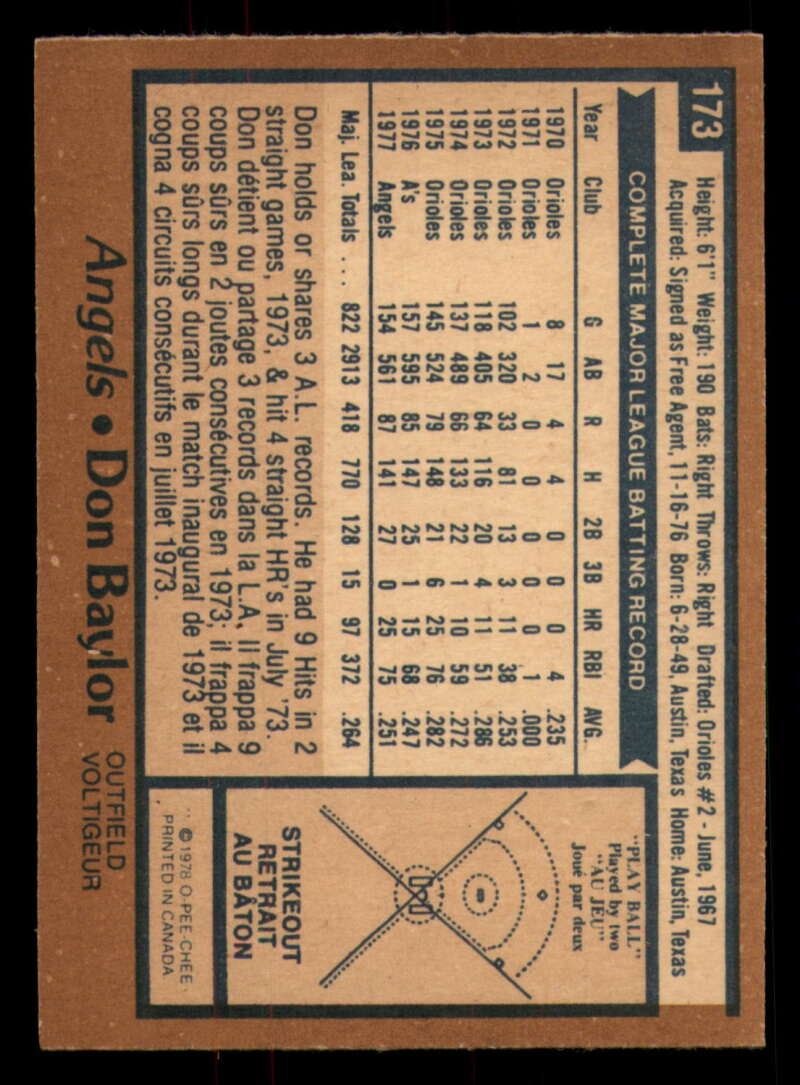 173
Height: 6'1" Weight: 190 Bats: Right Throws: Right Drafted: Orioles #2 - June, 1967
Acquired: Signed as Free Agent, 11-16-76 Born: 6-28-49, Austin, Texas Home: Austin, Texas
COMPLETE MAJOR LEAGUE BATTING RECORD
Year Club G AB R H 2B 3B HR RBI AVG.
1970 Orioles 8 17 4 4 0 0 0 4 .235
1971 Orioles 1 2 0 0 0 0 0 1 .000
1972 Orioles 102 320 33 81 13 3 11 38 .253
1973 Orioles 118 405 64 116 20 4 11 51 .286
1974 Orioles 137 489 66 133 22 1 10 59 .272
1975 Orioles 145 524 79 148 21 6 25 76 .282
1976 A's 157 595 85 147 25 1 15 68 .247
1977 Angels 154 561 87 141 27 0 25 75 .251
Maj. Lea. Totals ... 822 2913 418 770 128 15 97 372 .264
Don holds or shares 3 A.L. records. He had 9 Hits in 2
straight games, 1973, & hit 4 straight HR's in July '73.
Don détient ou partage 3 records dans la L.A. Il frappa 9
coups sûrs en 2 joutes consécutives en 1973; il frappa 4
coups sûrs longs durant le match inaugural de 1973 et il
cogna 4 circuits consécutifs en juillet 1973.
"PLAY BALL"
Played by two
"AU JEU"
Joué par deux
STRIKEOUT
RETRAIT
AU BÂTON
©1978 O-PEE-CHEE
PRINTED IN CANADA.
Angels • Don Baylor OUTFIELD
VOLTIGEUR